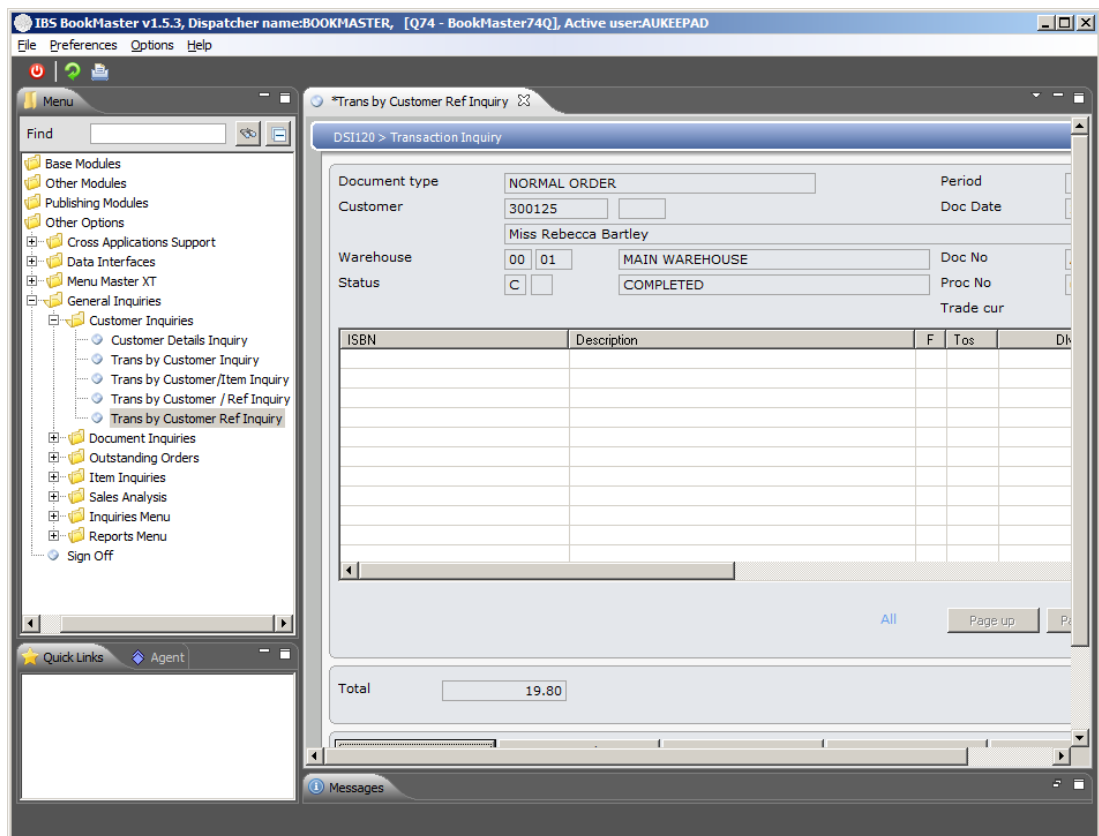 IBS BookMaster v1.5.3, Dispatcher name:BOOKMASTER, [Q74 - BookMaster74Q], Active user:AUKEEPAD
File Preferences Options Help
Menu
Find
Base Modules
Other Modules
Publishing Modules
Other Options
Cross Applications Support
Data Interfaces
Menu Master XT
General Inquiries
Customer Inquiries
Customer Details Inquiry
Trans by Customer Inquiry
Trans by Customer/Item Inquiry
Trans by Customer / Ref Inquiry
Trans by Customer Ref Inquiry
Document Inquiries
Outstanding Orders
Item Inquiries
Sales Analysis
Inquiries Menu
Reports Menu
Sign Off
Quick Links Agent
*Trans by Customer Ref Inquiry
DSI120 > Transaction Inquiry
Document type NORMAL ORDER Period
Customer 300125 Doc Date
Miss Rebecca Bartley
Warehouse 00 01 MAIN WAREHOUSE Doc No
Status C COMPLETED Proc No
Trade cur
ISBN Description F Tos
All Page up
Total 19.80
Messages